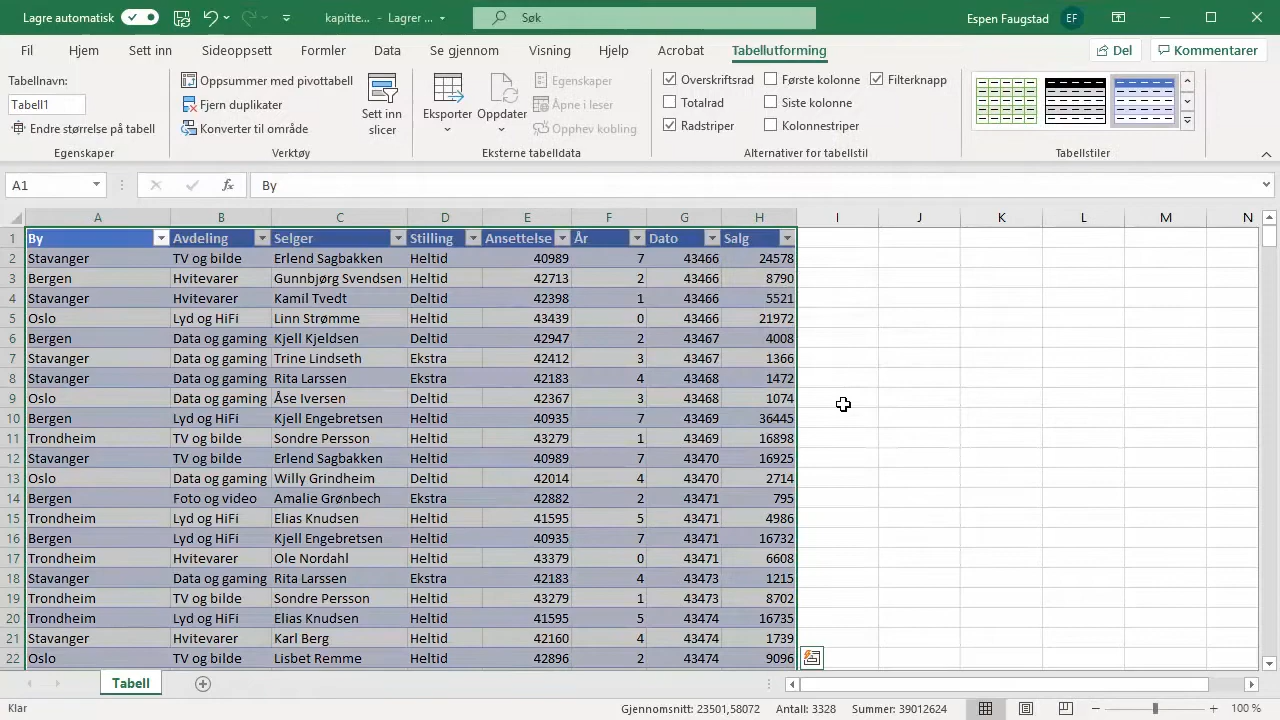 Lagre automatisk
kapitte... - Lagrer ...
Søk
Espen Faugstad EF
Fil Hjem Sett inn Sideoppsett Formler Data Se gjennom Visning Hjelp Acrobat Tabellutforming Del Kommentarer
Tabellnavn:
Tabell1
Endre størrelse på tabell
Egenskaper
Oppsummer med pivottabell
Fjern duplikater
Konverter til område
Sett inn
slicer
Verktøy
Eksporter Oppdater
Egenskaper
Åpne i leser
Opphev kobling
Eksterne tabelldata
Overskriftsrad Første kolonne Filterknapp
Totalrad Siste kolonne
Radstriper Kolonnestriper
Alternativer for tabellstil
Tabellstiler
A1 fx By
A B C D E F G H I J K L M N
1 By Avdeling Selger Stilling Ansettelse År Dato Salg
2 Stavanger TV og bilde Erlend Sagbakken Heltid 40989 7 43466 24578
3 Bergen Hvitevarer Gunnbjørg Svendsen Heltid 42713 2 43466 8790
4 Stavanger Hvitevarer Kamil Tvedt Deltid 42398 1 43466 5521
5 Oslo Lyd og HiFi Linn Strømme Heltid 43439 0 43466 21972
6 Bergen Data og gaming Kjell Kjeldsen Deltid 42947 2 43467 4008
7 Stavanger Data og gaming Trine Lindseth Ekstra 42412 3 43467 1366
8 Stavanger Data og gaming Rita Larssen Ekstra 42183 4 43468 1472
9 Oslo Data og gaming Åse Iversen Deltid 42367 3 43468 1074
10 Bergen Lyd og HiFi Kjell Engebretsen Heltid 40935 7 43469 36445
11 Trondheim TV og bilde Sondre Persson Heltid 43279 1 43469 16898
12 Stavanger TV og bilde Erlend Sagbakken Heltid 40989 7 43470 16925
13 Oslo Data og gaming Willy Grindheim Deltid 42014 4 43470 2714
14 Bergen Foto og video Amalie Grønbech Ekstra 42882 2 43471 795
15 Trondheim Lyd og HiFi Elias Knudsen Heltid 41595 5 43471 4986
16 Bergen Lyd og HiFi Kjell Engebretsen Heltid 40935 7 43471 16732
17 Trondheim Hvitevarer Ole Nordahl Heltid 43379 0 43471 6608
18 Stavanger Data og gaming Rita Larssen Ekstra 42183 4 43473 1215
19 Trondheim TV og bilde Sondre Persson Heltid 43279 1 43473 8702
20 Trondheim Lyd og HiFi Elias Knudsen Heltid 41595 5 43474 16735
21 Stavanger Hvitevarer Karl Berg Heltid 42160 4 43474 1739
22 Oslo TV og bilde Lisbet Remme Heltid 42896 2 43474 9096
Tabell
Klar Gjennomsnitt: 23501,58072 Antall: 3328 Summer: 39012624 100 %